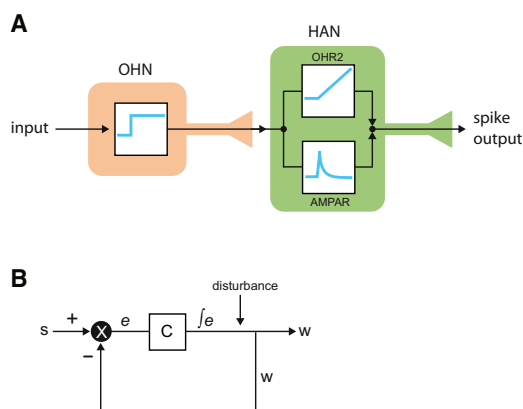 A
HAN
OHN
OHR2
input
spike
output
AMPAR
B
disturbance
s
+
X
e
C
∫e
w
−
w